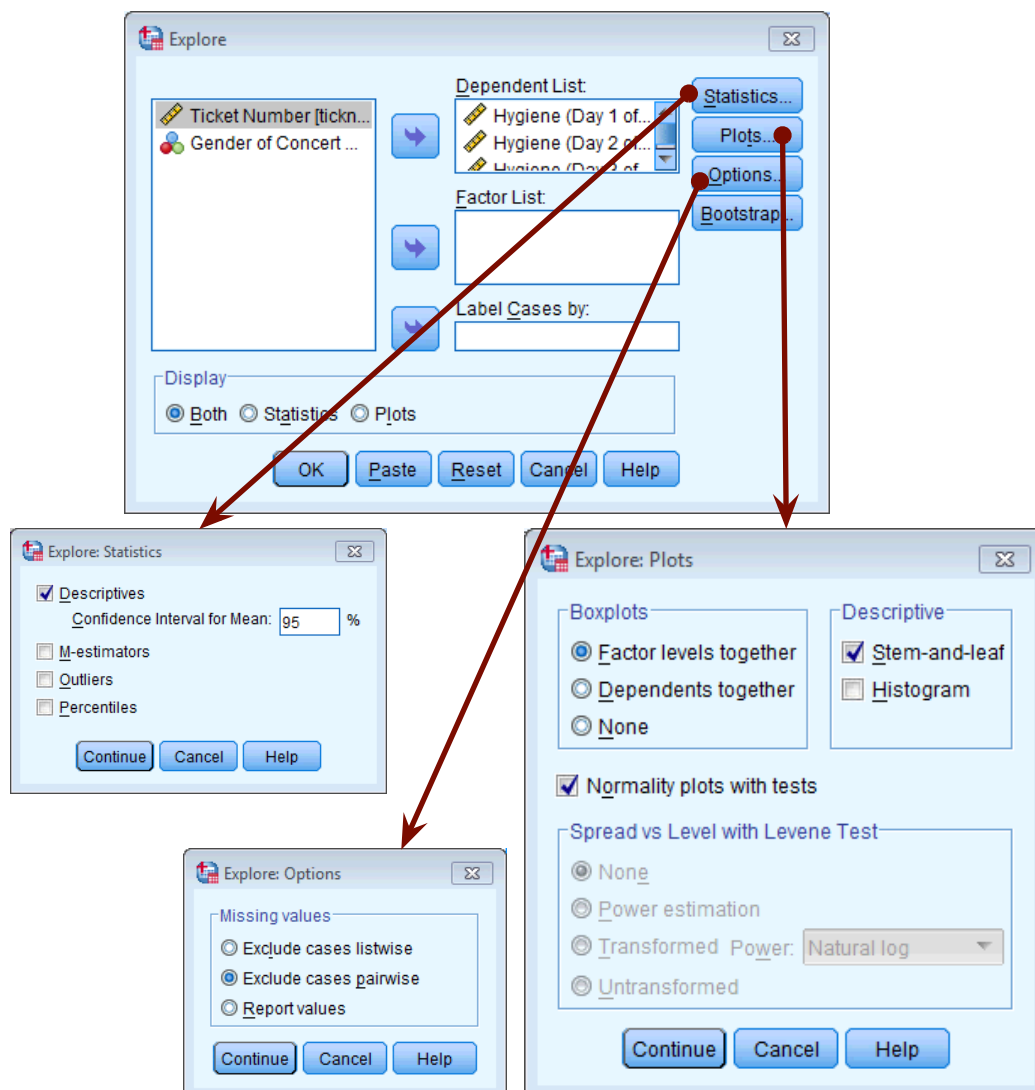 Explore
Dependent List:
Ticket Number [tickn...
Gender of Concert ...
Hygiene (Day 1 of...
Hygiene (Day 2 of...
Hygiene (Day 3 of
Statistics...
Plots...
Options...
Bootstrap...
Factor List:
Label Cases by:
Display
Both Statistics Plots
OK Paste Reset Cancel Help
Explore: Statistics
Descriptives
Confidence Interval for Mean: 95 %
M-estimators
Outliers
Percentiles
Continue Cancel Help
Explore: Plots
Boxplots
Factor levels together
Dependents together
None
Descriptive
Stem-and-leaf
Histogram
Normality plots with tests
Spread vs Level with Levene Test
None
Power estimation
Transformed Power: Natural log
Untransformed
Continue Cancel Help
Explore: Options
Missing values
Exclude cases listwise
Exclude cases pairwise
Report values
Continue Cancel Help